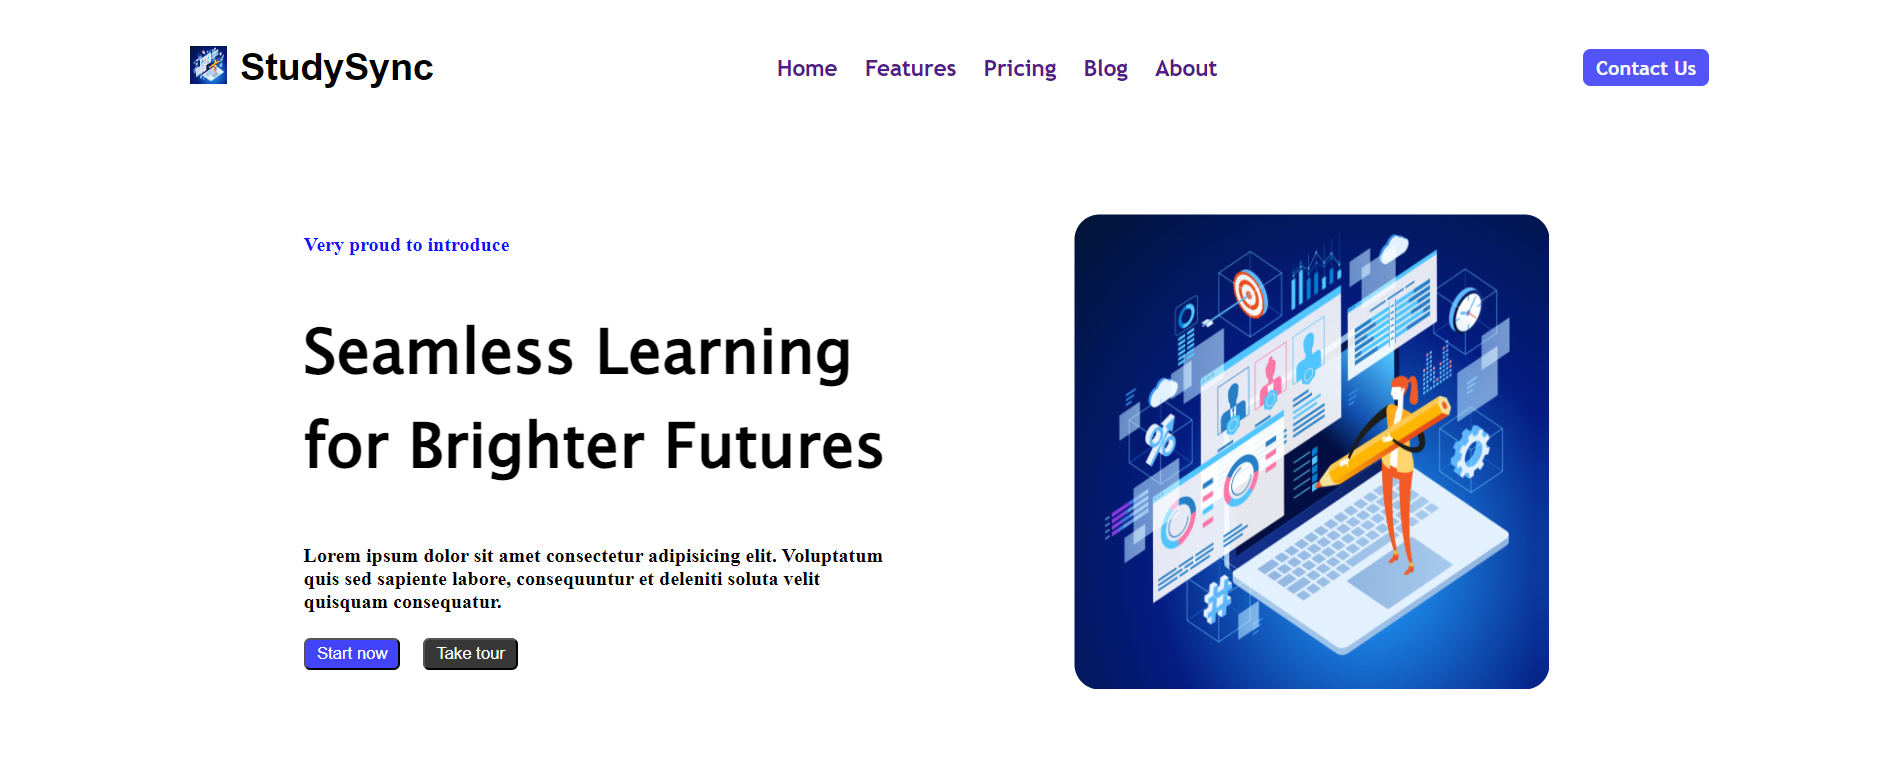 StudySync
Home Features Pricing Blog About
Contact Us
Very proud to introduce
Seamless Learning
for Brighter Futures
Lorem ipsum dolor sit amet consectetur adipisicing elit. Voluptatum
quis sed sapiente labore, consequuntur et deleniti soluta velit
quisquam consequatur.
Start now
Take tour